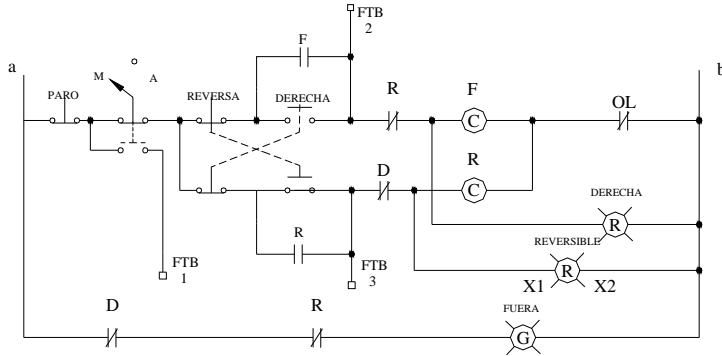 FTB
2
a
b
F
M
A
PARO
REVERSA
DERECHA
R
F
OL
C
R
D
C
DERECHA
R
REVERSIBLE
R
R
X1
X2
FTB
1
FTB
3
D
R
FUERA
G